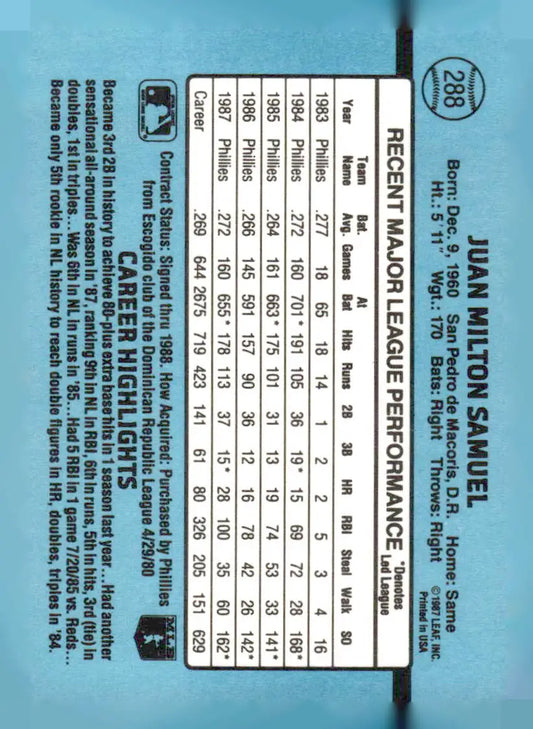 288
JUAN MILTON SAMUEL
Born: Dec. 9, 1960 San Pedro de Macoris, D.R. Home: Same
Ht.: 5'11" Wgt.: 170 Bats: Right Throws: Right
©1987 LEAF, INC.
Printed in USA
RECENT MAJOR LEAGUE PERFORMANCE *Denotes Led League
Year Team Name Bat. Avg. Games At Bat Hits Runs 2B 3B HR RBI Steal Walk SO
1983 Phillies .277 18 65 18 14 1 2 2 5 3 4 16
1984 Phillies .272 160 701* 191 105 36 19* 15 69 72 28 168*
1985 Phillies .264 161 663* 175 101 31 13 19 74 53 33 141*
1986 Phillies .266 145 591 157 90 36 12 16 78 42 26 142*
1987 Phillies .272 160 655* 178 113 37 15* 28 100 35 60 162*
Career .269 644 2675 719 423 141 61 80 326 205 151 629
Contract Status: Signed thru 1988. How Acquired: Purchased by Phillies
from Escogido club of the Dominican Republic League 4/29/80
MLB
CAREER HIGHLIGHTS
Became 3rd 2B in history to achieve 80-plus extra base hits in 1 season last year...Had another
sensational all-around season in '87, ranking 9th in NL in RBI, 6th in runs, 5th in hits, 3rd (tie) in
doubles, 1st in triples...Was 6th in NL in runs in '85...Had 5 RBI in 1 game 7/20/85 vs. Reds...
Became only 5th rookie in NL history to reach double figures in HR, doubles, triples in '84.